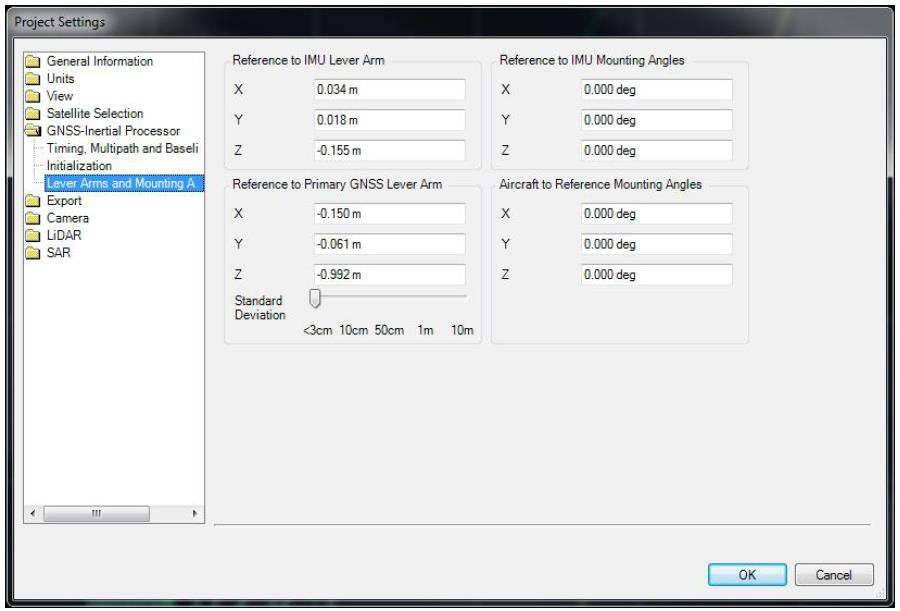 Project Settings
General Information
Units
View
Satellite Selection
GNSS-Inertial Processor
Timing, Multipath and Baseli
Initialization
Lever Arms and Mounting A
Export
Camera
LiDAR
SAR
Reference to IMU Lever Arm
X 0.034 m
Y 0.018 m
Z -0.155 m
Reference to IMU Mounting Angles
X 0.000 deg
Y 0.000 deg
Z 0.000 deg
Reference to Primary GNSS Lever Arm
X -0.150 m
Y -0.061 m
Z -0.992 m
Standard
Deviation
<3cm 10cm 50cm 1m 10m
Aircraft to Reference Mounting Angles
X 0.000 deg
Y 0.000 deg
Z 0.000 deg
OK Cancel